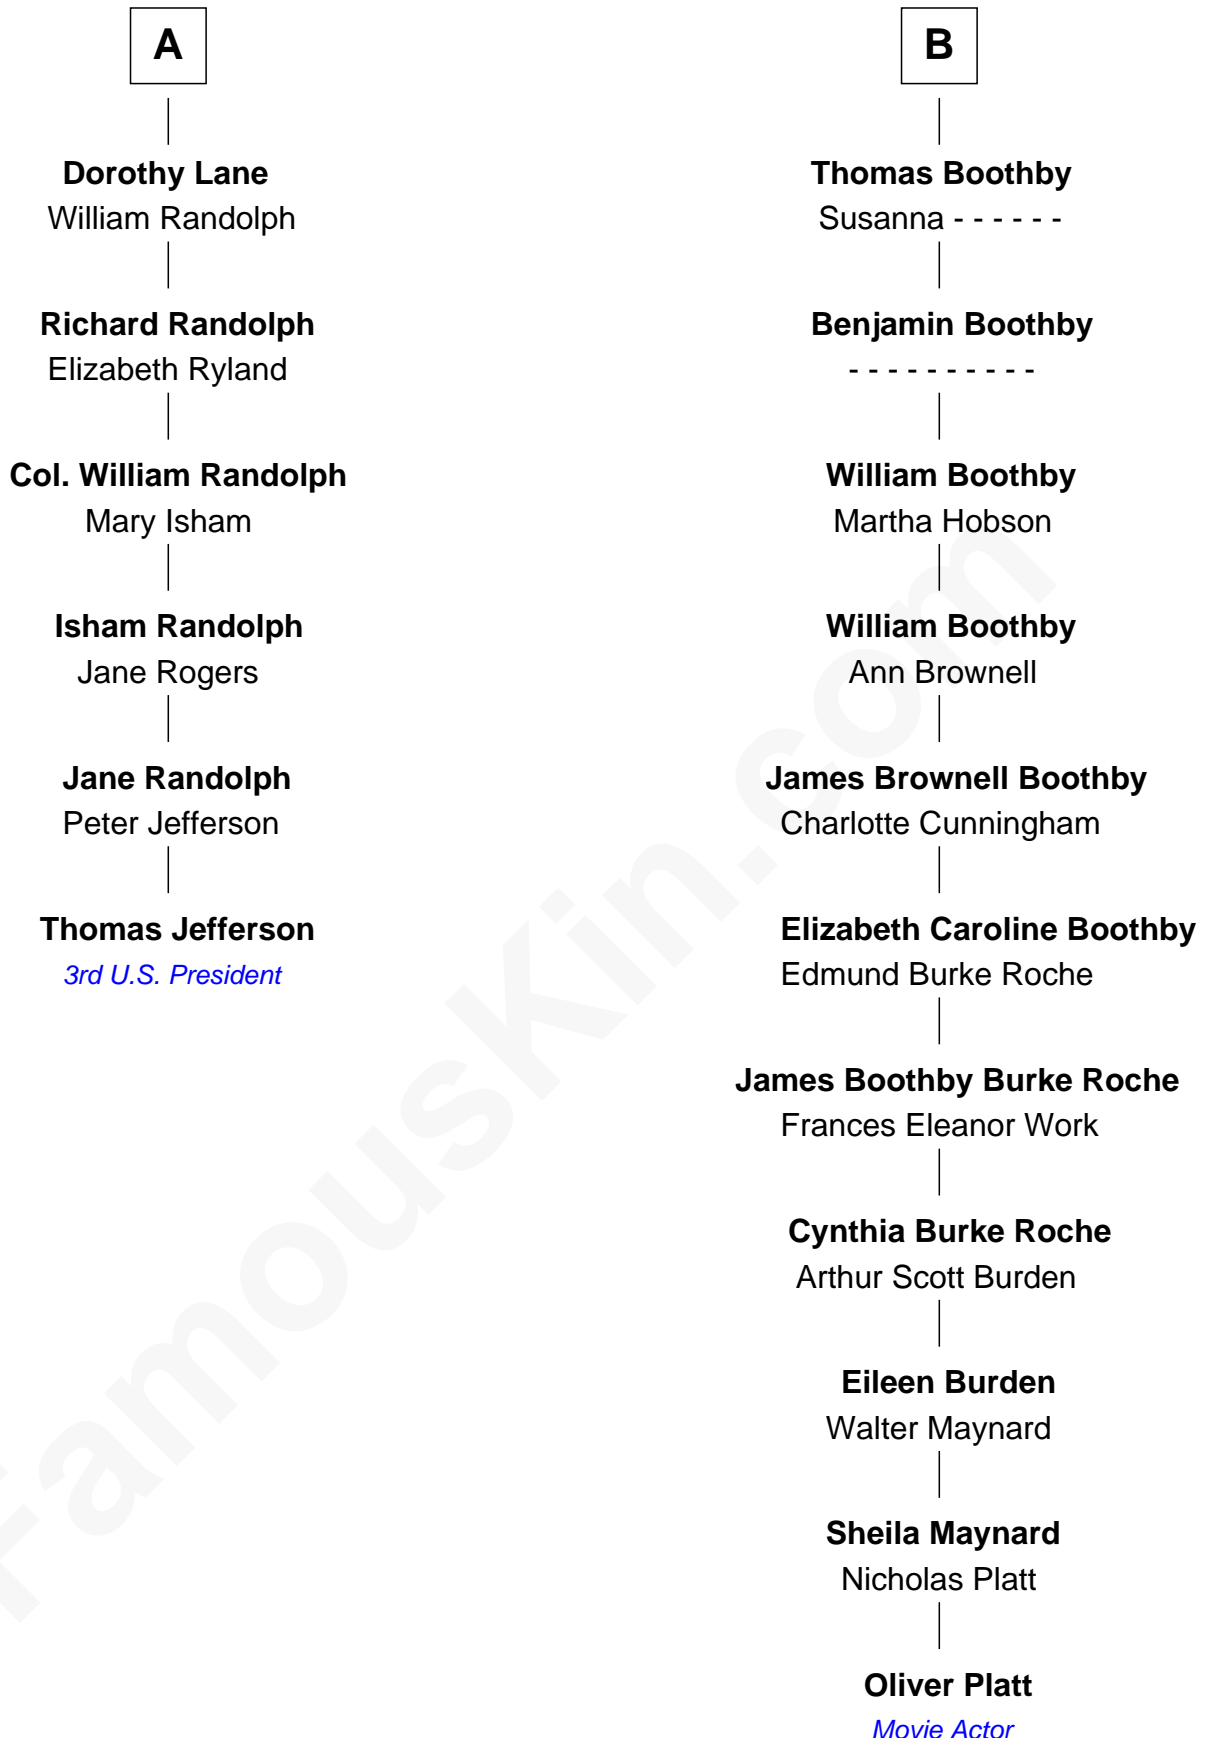 A
Dorothy Lane
William Randolph
Richard Randolph
Elizabeth Ryland
Col. William Randolph
Mary Isham
Isham Randolph
Jane Rogers
Jane Randolph
Peter Jefferson
Thomas Jefferson
3rd U.S. President
B
Thomas Boothby
Susanna - - - - - -
Benjamin Boothby
- - - - - - - - - -
William Boothby
Martha Hobson
William Boothby
Ann Brownell
James Brownell Boothby
Charlotte Cunningham
Elizabeth Caroline Boothby
Edmund Burke Roche
James Boothby Burke Roche
Frances Eleanor Work
Cynthia Burke Roche
Arthur Scott Burden
Eileen Burden
Walter Maynard
Sheila Maynard
Nicholas Platt
Oliver Platt
Movie Actor
FamousKin.com